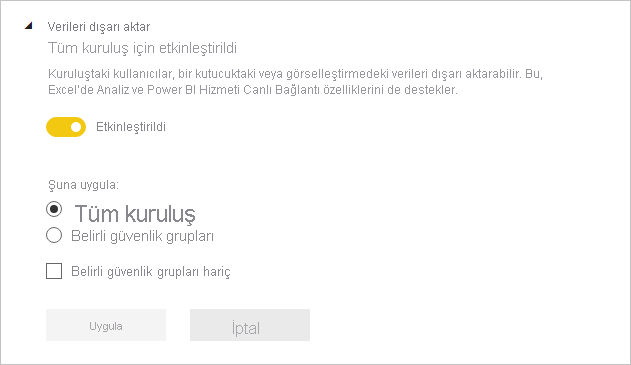 Verileri dışarı aktar
Tüm kuruluş için etkinleştirildi
Kuruluştaki kullanıcılar, bir kutucuktaki veya görselleştirmedeki verileri dışarı aktarabilir. Bu,
Excel'de Analiz ve Power BI Hizmeti Canlı Bağlantı özelliklerini de destekler.
Etkinleştirildi
Şuna uygula:
Tüm kuruluş
Belirli güvenlik grupları
Belirli güvenlik grupları hariç
Uygula
İptal